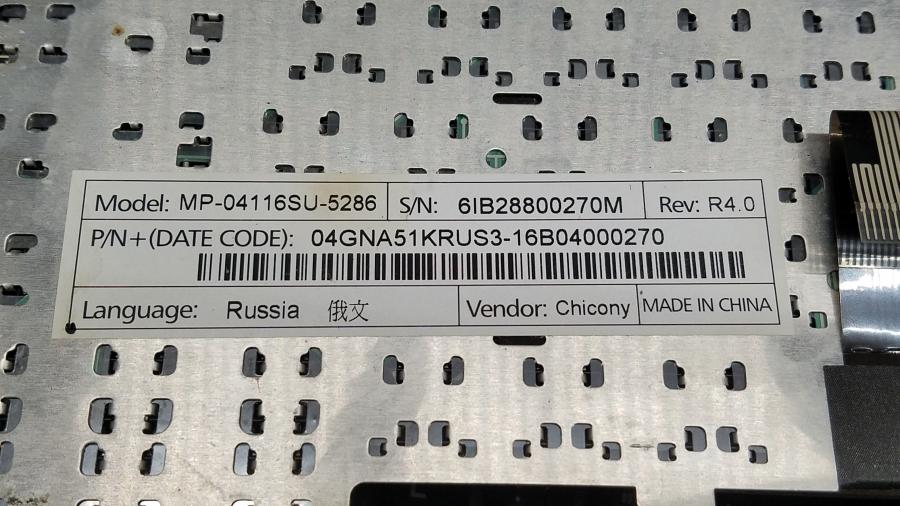 Model: MP-04116SU-5286 S/N: 6IB28800270M Rev: R4.0
P/N+(DATE CODE): 04GNA51KRUS3-16B04000270
Language: Russia 俄文 Vendor: Chicony MADE IN CHINA